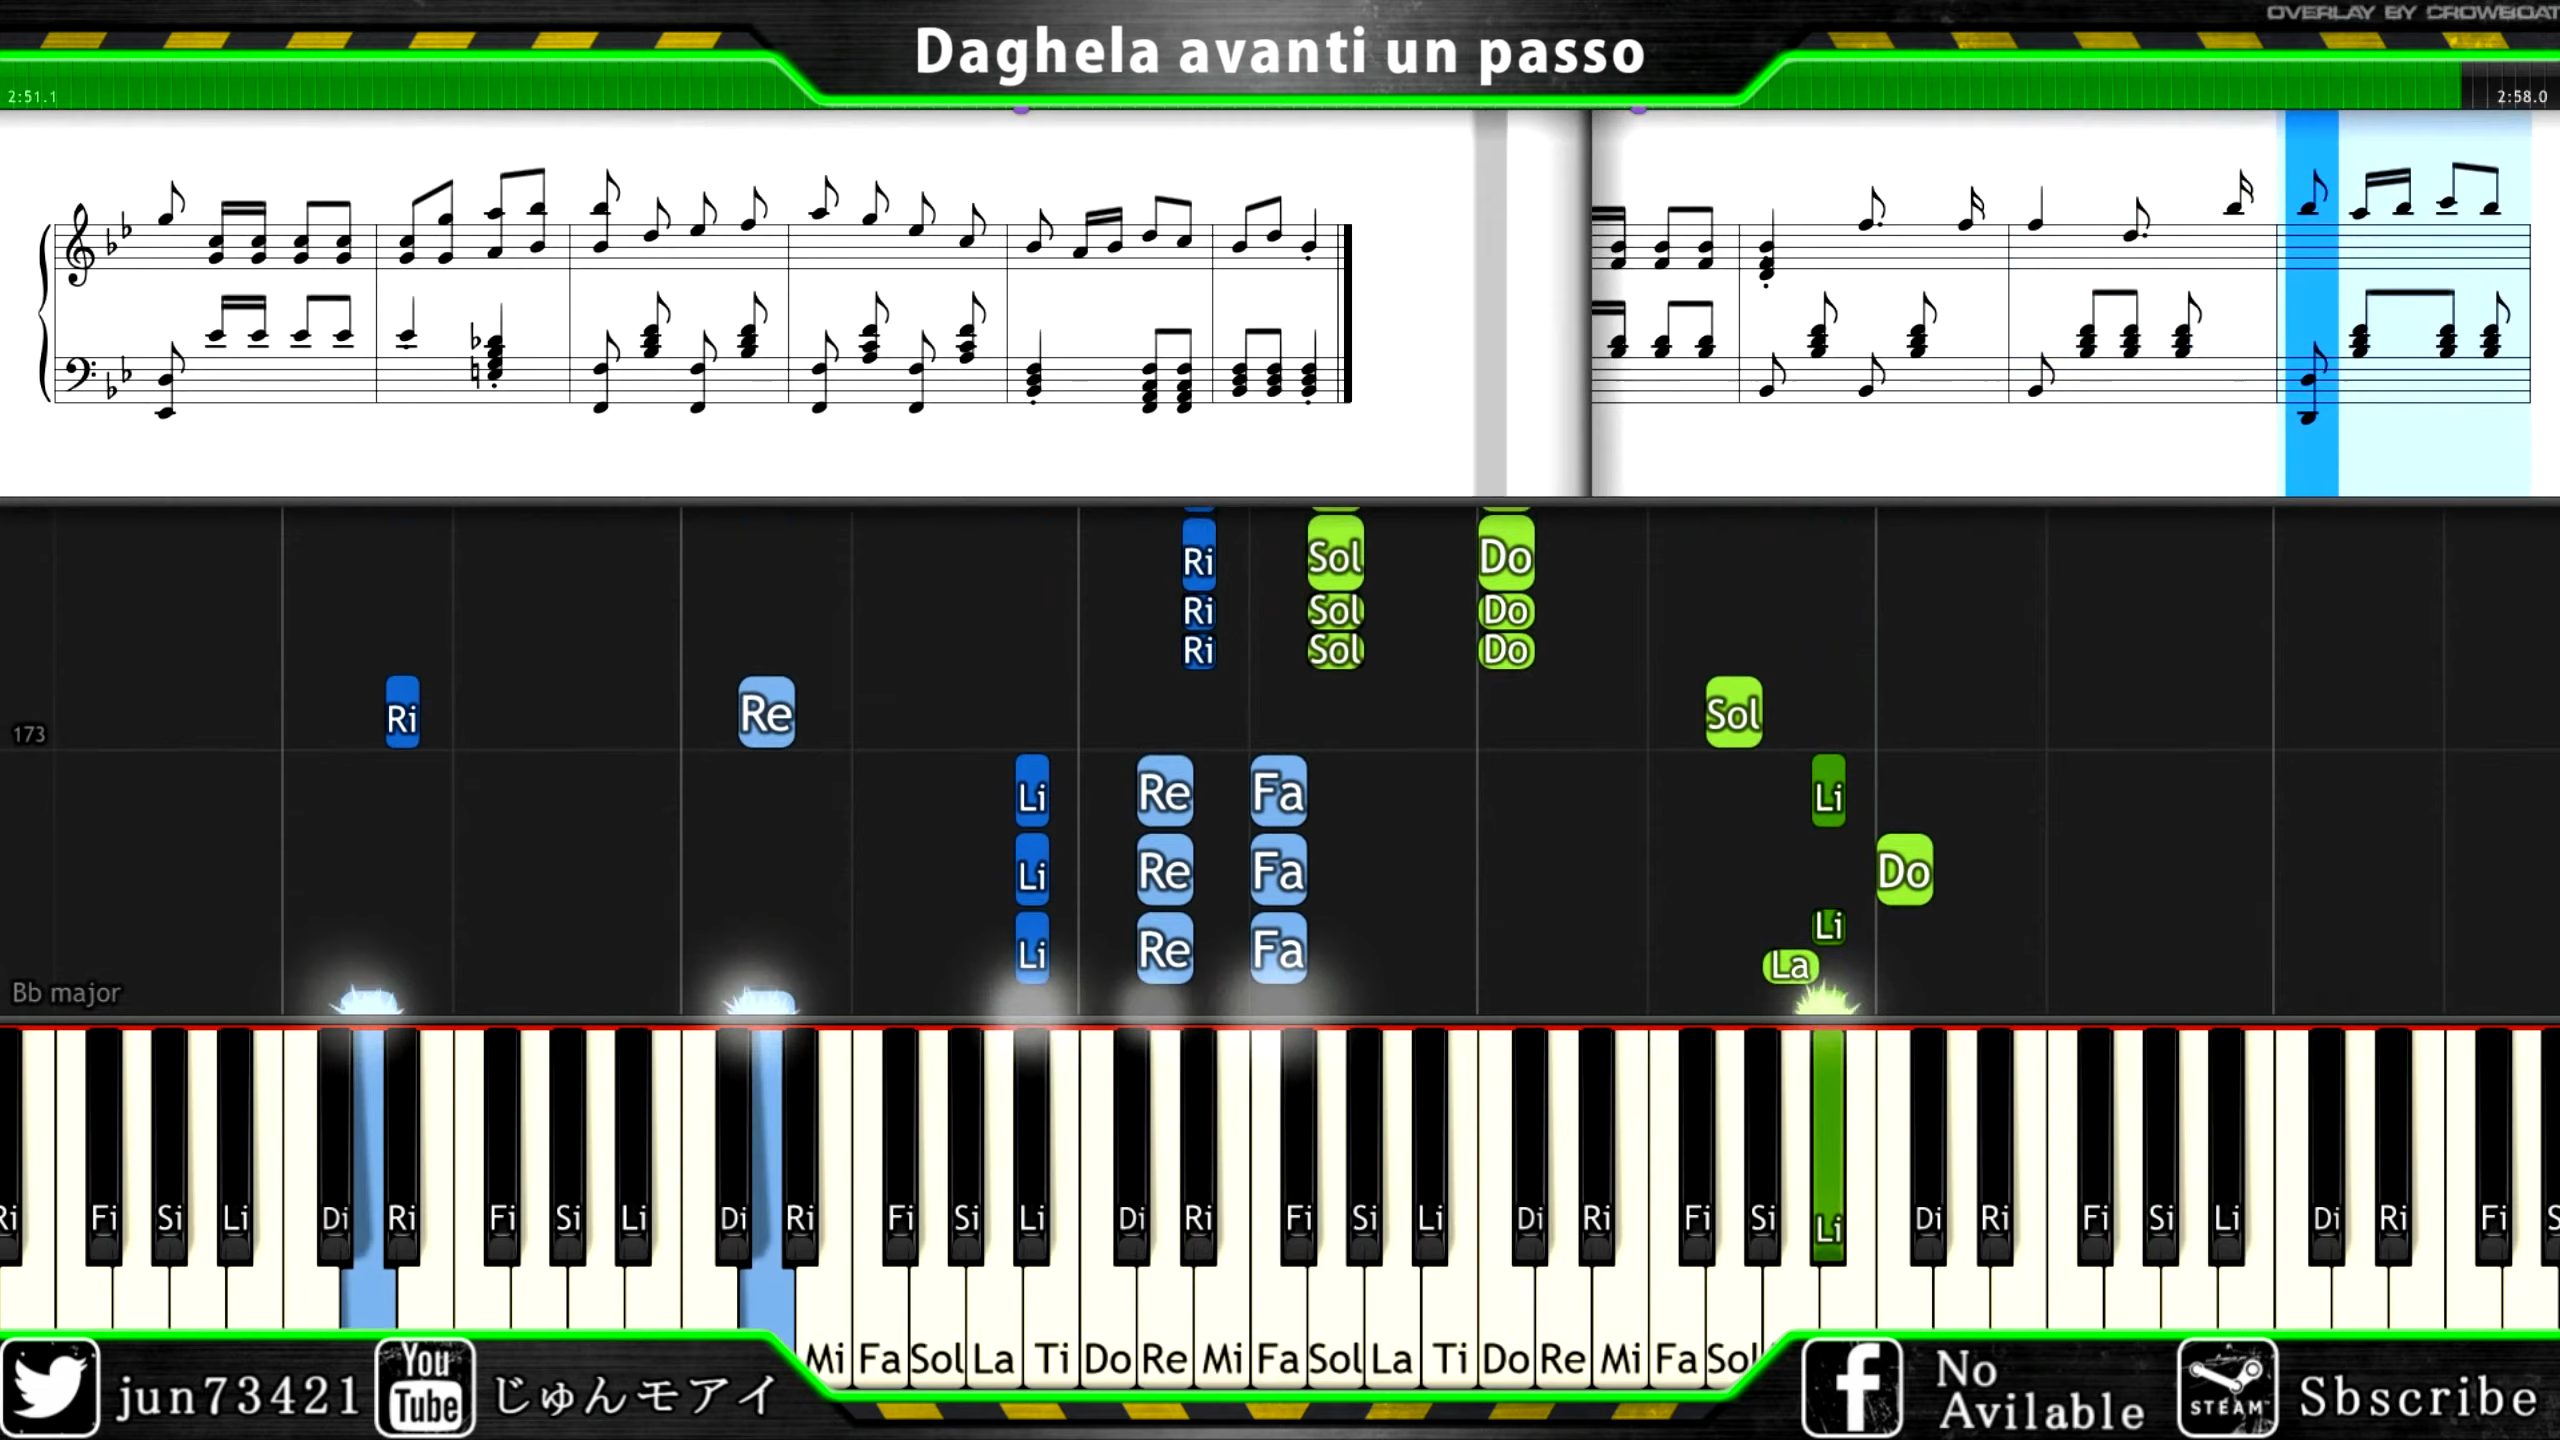 OVERLAY BY CROWBOAT
Daghela avanti un passo
2:51.1
2:58.0
Ri Sol Do
Ri Sol Do
Ri Sol Do
Ri Re Sol
173
Li Re Fa Li
Li Re Fa Do
Li
Li Re Fa
La
Bb major
Ri Fi Si Li Di Ri Fi Si Li Di Ri Fi Si Li Di Ri Fi Si Li Di Ri Fi Si Li Di Ri Fi Si Li Di Ri Fi S
Mi Fa Sol La Ti Do Re Mi Fa Sol La Ti Do Re Mi Fa Sol
jun73421
You
Tube
じゅんモアイ
No
Avilable
STEAM
Sbscribe